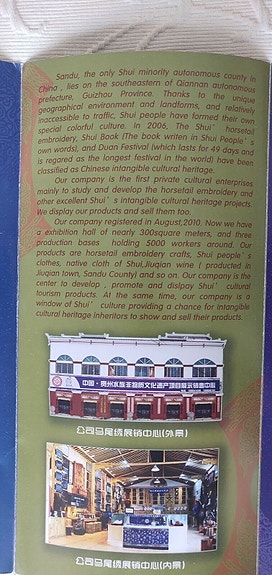 Sandu, the only Shui minority autonomous county in
China , lies on the southeastern of Qiannan autonomous
prefecture, Guizhou Province. Thanks to the unique
geographical environment and landforms, and relatively
inaccessible to traffic, Shui people have formed their own
special colorful culture. In 2006, The Shui' horsetail
embroidery, Shui Book (The book writen in Shui People's
own words), and Duan Festival (which lasts for 49 days and
is regared as the longest festival in the world) have been
classified as Chinese intangible cultural heritage.
Our company is the first private cultural enterprises
mainly to study and develop the horsetail embroidery and
other excellent Shui's intangible cultural heritage projects.
We display our products and sell them too.
Our company registered in August,2010. Now we have
a exhibition hall of nearly 300square meters, and three
production bases holding 5000 workers around. Our
products are horsetail embroidery crafts, Shui people's
clothes, native cloth of Shui,Jiuqian wine ( produced in
Jiuqian town, Sandu County) and so on. Our company is the
center to develop , promote and dislpay Shui' cultural
tourism products. At the same time, our company is a
window of Shui' culture providing a chance for Intangible
cultural heritage inheritors to show and sell their products.
中国·贵州水族非物质文化遗产项目展示销售中心
公司马尾绣展销中心(外景)
公司马尾绣展销中心(内景)